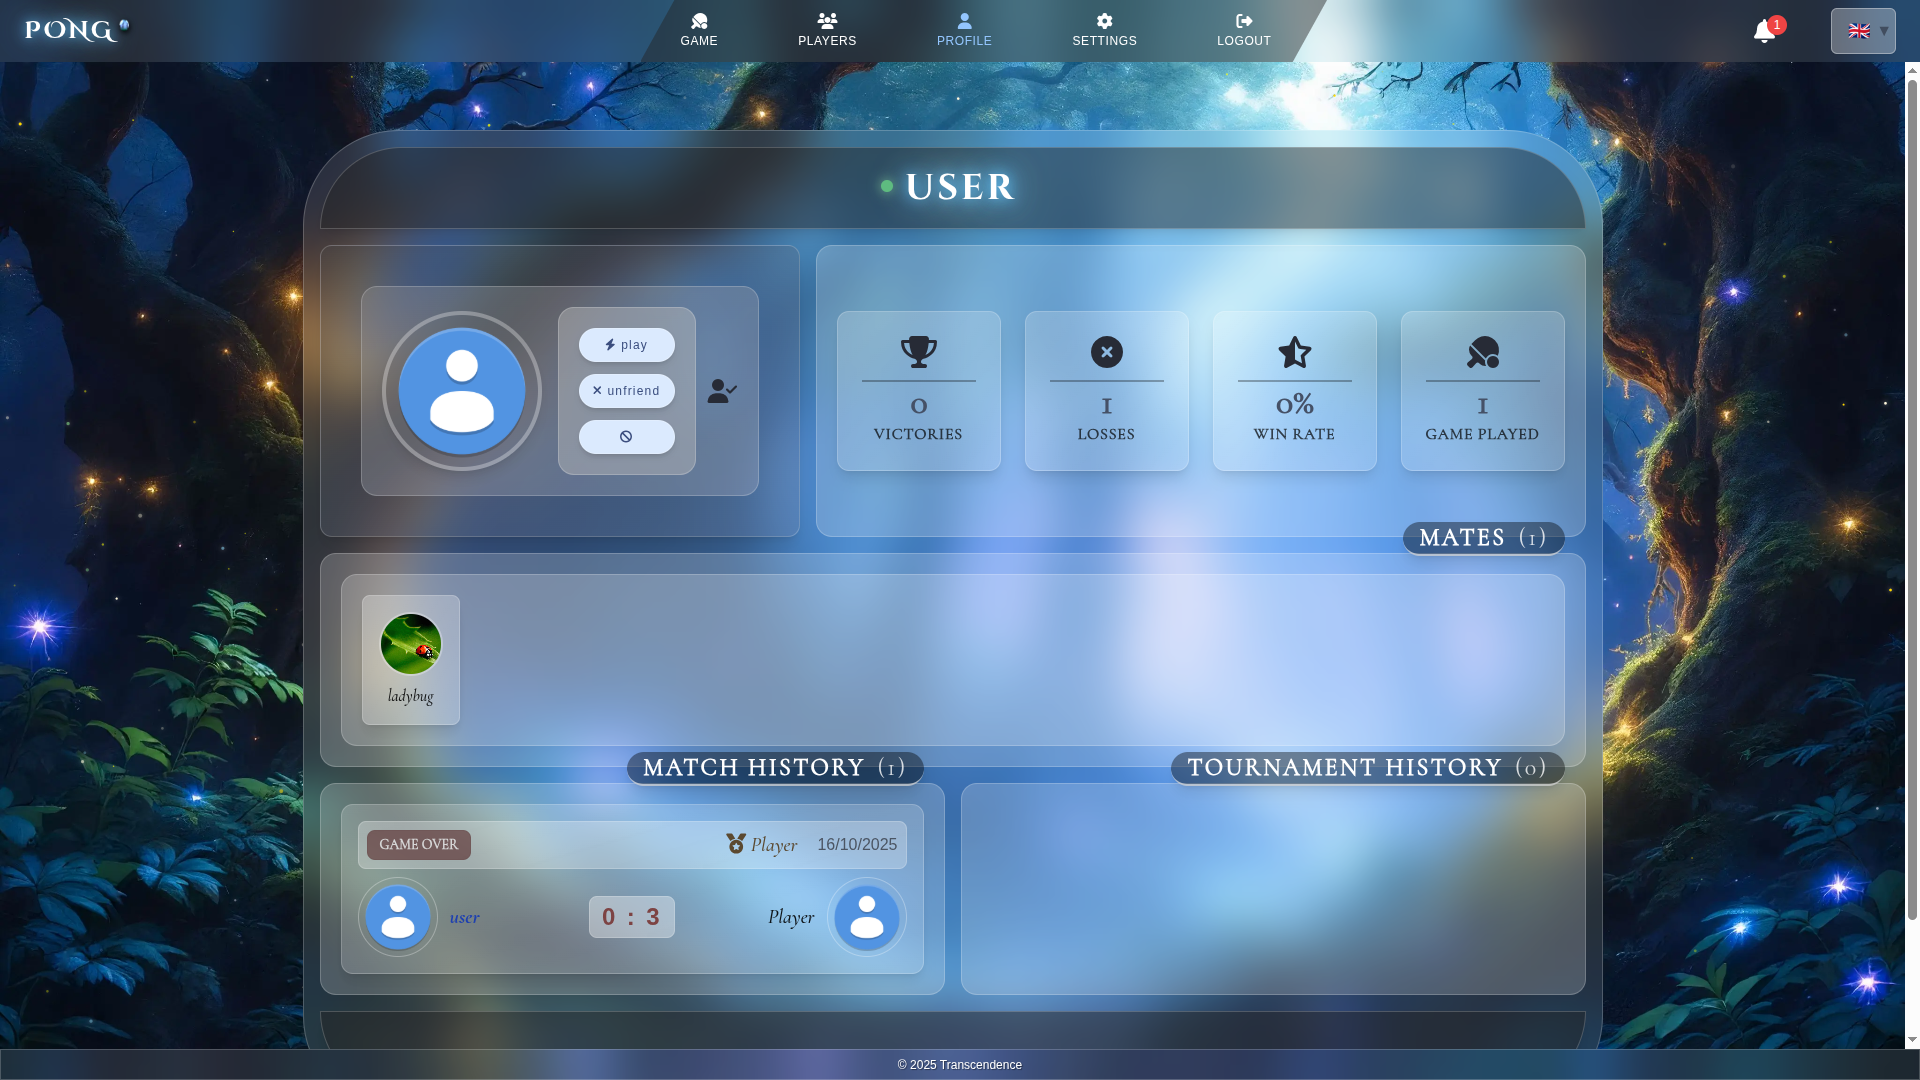 PONG
GAME
PLAYERS
PROFILE
SETTINGS
LOGOUT
1
USER
play
unfriend
0
VICTORIES
1
LOSSES
0%
WIN RATE
1
GAME PLAYED
MATES (1)
ladybug
MATCH HISTORY (1)
TOURNAMENT HISTORY (0)
GAME OVER
Player
16/10/2025
user
0 : 3
Player
© 2025 Transcendence